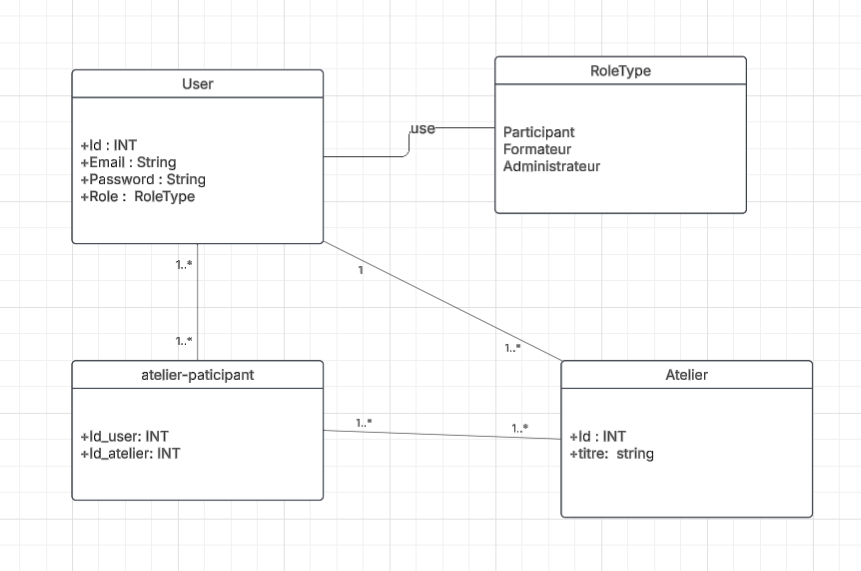 User
+Id : INT
+Email : String
+Password : String
+Role :  RoleType
RoleType
Participant
Formateur
Administrateur
use
1..*
1..*
1
1..*
atelier-paticipant
+Id_user: INT
+Id_atelier: INT
1..*
1..*
Atelier
+Id : INT
+titre:  string